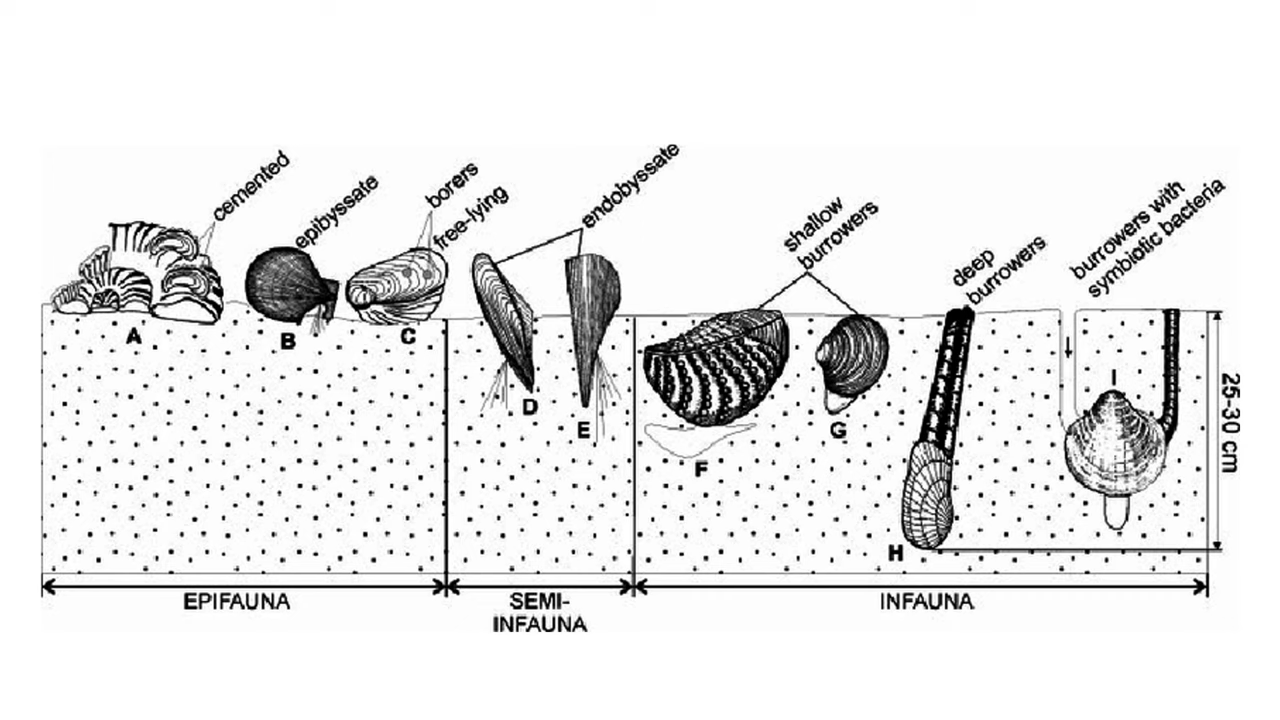 cemented
epibyssate
borers
free-lying
endobyssate
shallow
burrowers
deep
burrowers
burrowers with
symbiotic bacteria
A
B
C
D
E
F
G
H
I
25-30 cm
EPIFAUNA
SEMI-
INFAUNA
INFAUNA